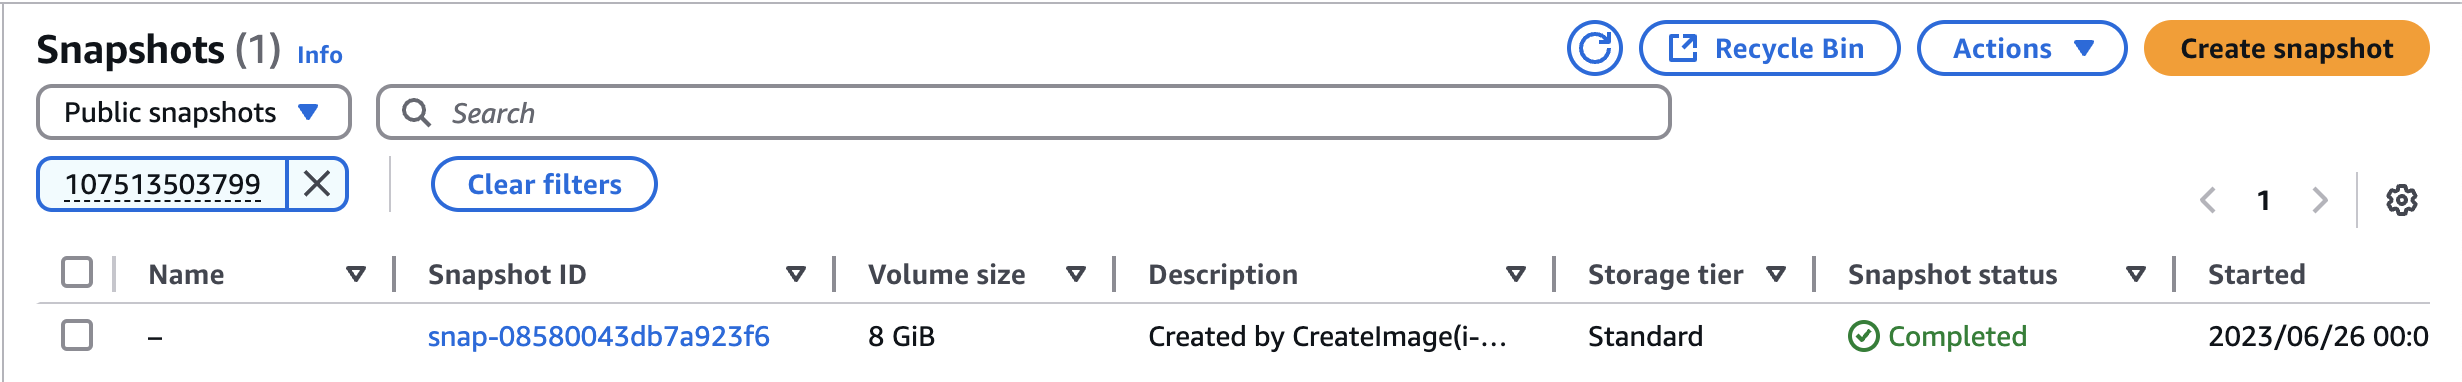 Snapshots (1) Info
Recycle Bin
Actions
Create snapshot
Public snapshots
Search
107513503799
Clear filters
1
Name Snapshot ID Volume size Description Storage tier Snapshot status Started
– snap-08580043db7a923f6 8 GiB Created by CreateImage(i-... Standard Completed 2023/06/26 00:0